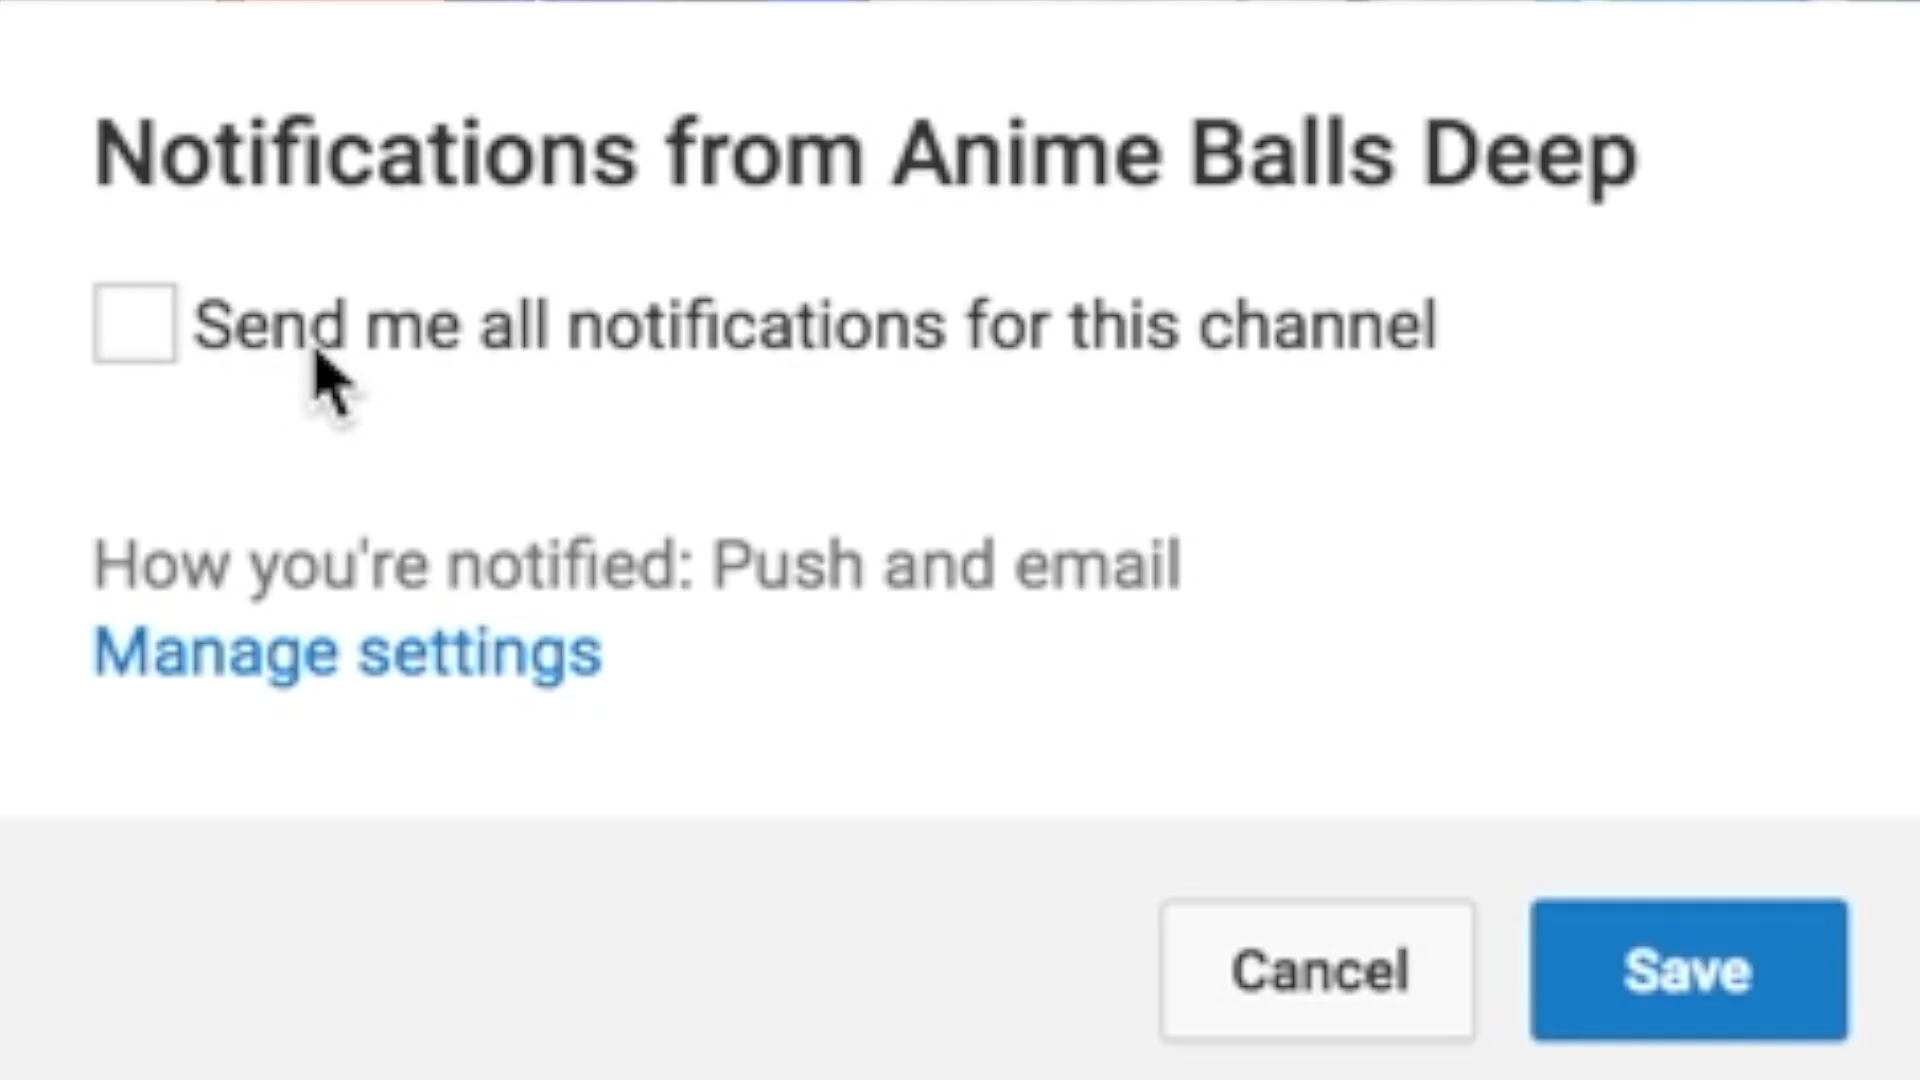 Notifications from Anime Balls Deep
Send me all notifications for this channel
How you're notified: Push and email
Manage settings
Cancel Save